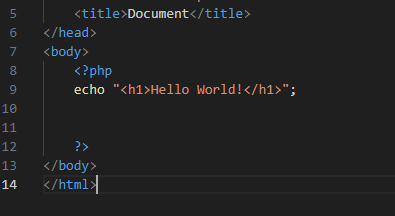 5 <title>Document</title>
6 </head>
7 <body>
8 <?php
9 echo "<h1>Hello World!</h1>";
10
11
12 ?>
13 </body>
14 </html>